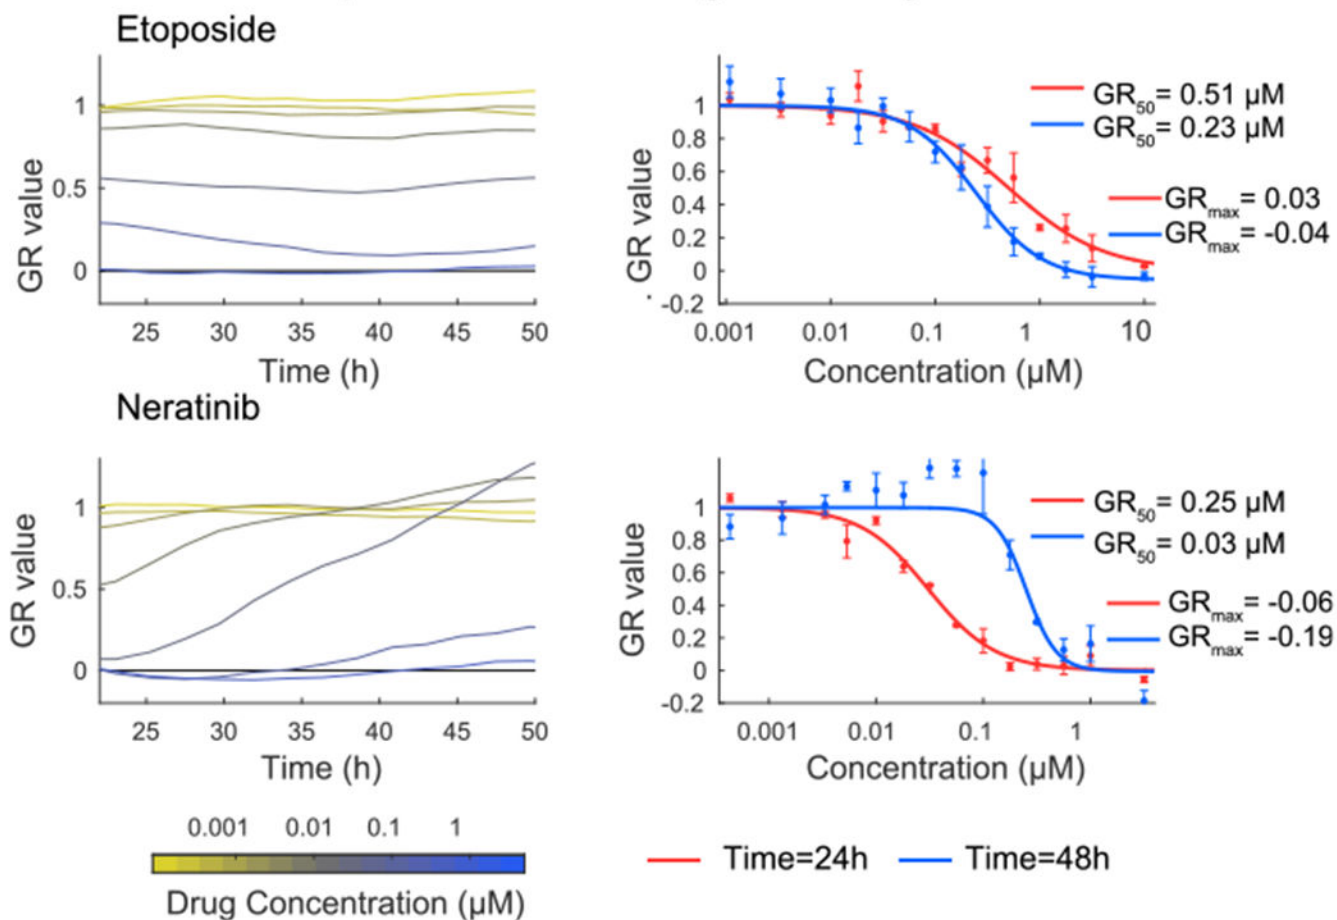 Etoposide
GR value
1
0.5
0
25 30 35 40 45 50
Time (h)
. GR value
1
0.8
0.6
0.4
0.2
0
-0.2
0.001 0.01 0.1 1 10
Concentration (µM)
GR50= 0.51 µM
GR50= 0.23 µM
GRmax= 0.03
GRmax= -0.04
Neratinib
GR value
1
0.5
0
25 30 35 40 45 50
Time (h)
GR value
1
0.8
0.6
0.4
0.2
0
-0.2
0.001 0.01 0.1 1
Concentration (µM)
GR50= 0.25 µM
GR50= 0.03 µM
GRmax= -0.06
GRmax= -0.19
0.001 0.01 0.1 1
Drug Concentration (µM)
Time=24h Time=48h